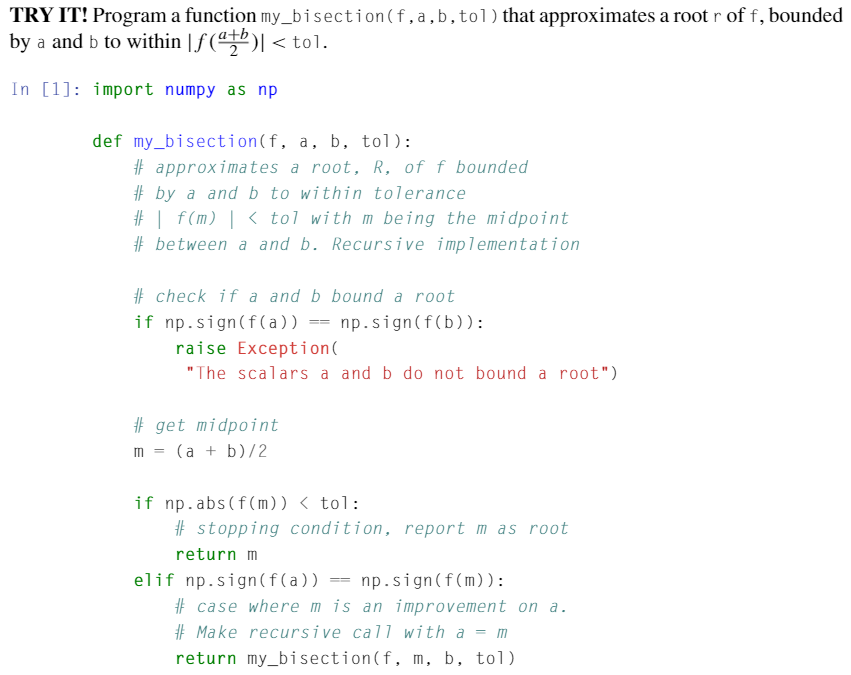 TRY IT! Program a function my_bisection(f,a,b,tol) that approximates a root r of f, bounded
by a and b to within |f(\frac{a+b}{2})| < tol.
In [1]: import numpy as np
def my_bisection(f, a, b, tol):
# approximates a root, R, of f bounded
# by a and b to within tolerance
# | f(m) | < tol with m being the midpoint
# between a and b. Recursive implementation
# check if a and b bound a root
if np.sign(f(a)) == np.sign(f(b)):
raise Exception(
"The scalars a and b do not bound a root")
# get midpoint
m = (a + b)/2
if np.abs(f(m)) < tol:
# stopping condition, report m as root
return m
elif np.sign(f(a)) == np.sign(f(m)):
# case where m is an improvement on a.
# Make recursive call with a = m
return my_bisection(f, m, b, tol)